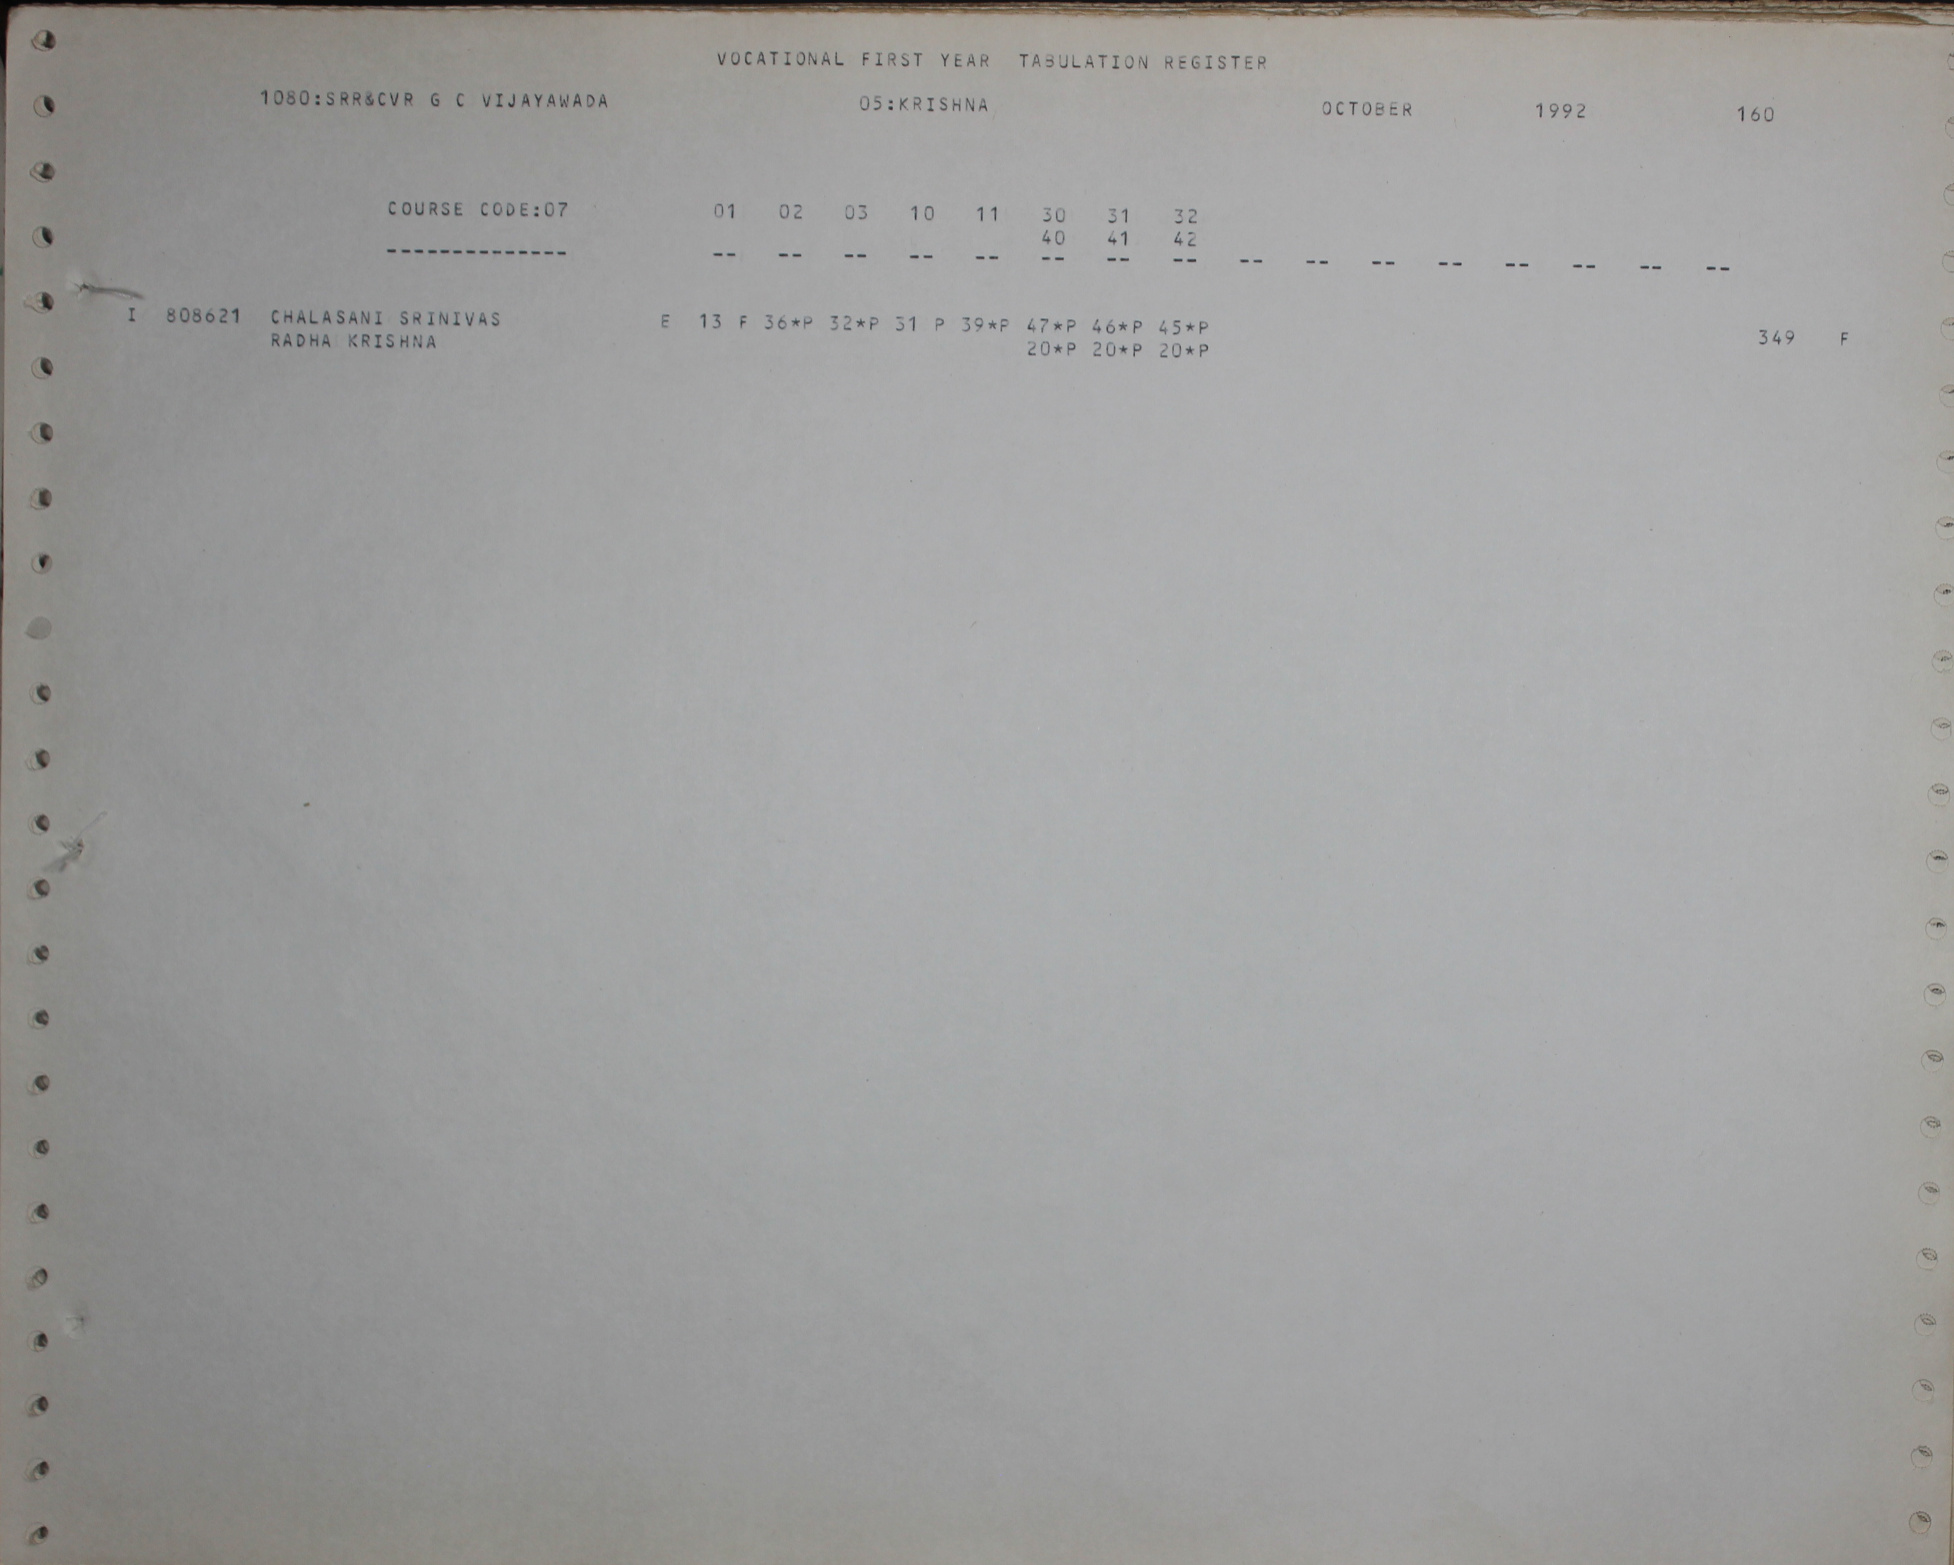 VOCATIONAL FIRST YEAR TABULATION REGISTER
1080:SRR&CVR G C VIJAYAWADA 05:KRISHNA OCTOBER 1992 160
COURSE CODE:07 01 02 03 10 11 30 31 32
40 41 42
-------------- -- -- -- -- -- -- -- -- -- -- -- -- -- -- -- --
I 808621 CHALASANI SRINIVAS E 13 F 36*P 32*P 31 P 39*P 47*P 46*P 45*P
RADHA KRISHNA 20*P 20*P 20*P 349 F